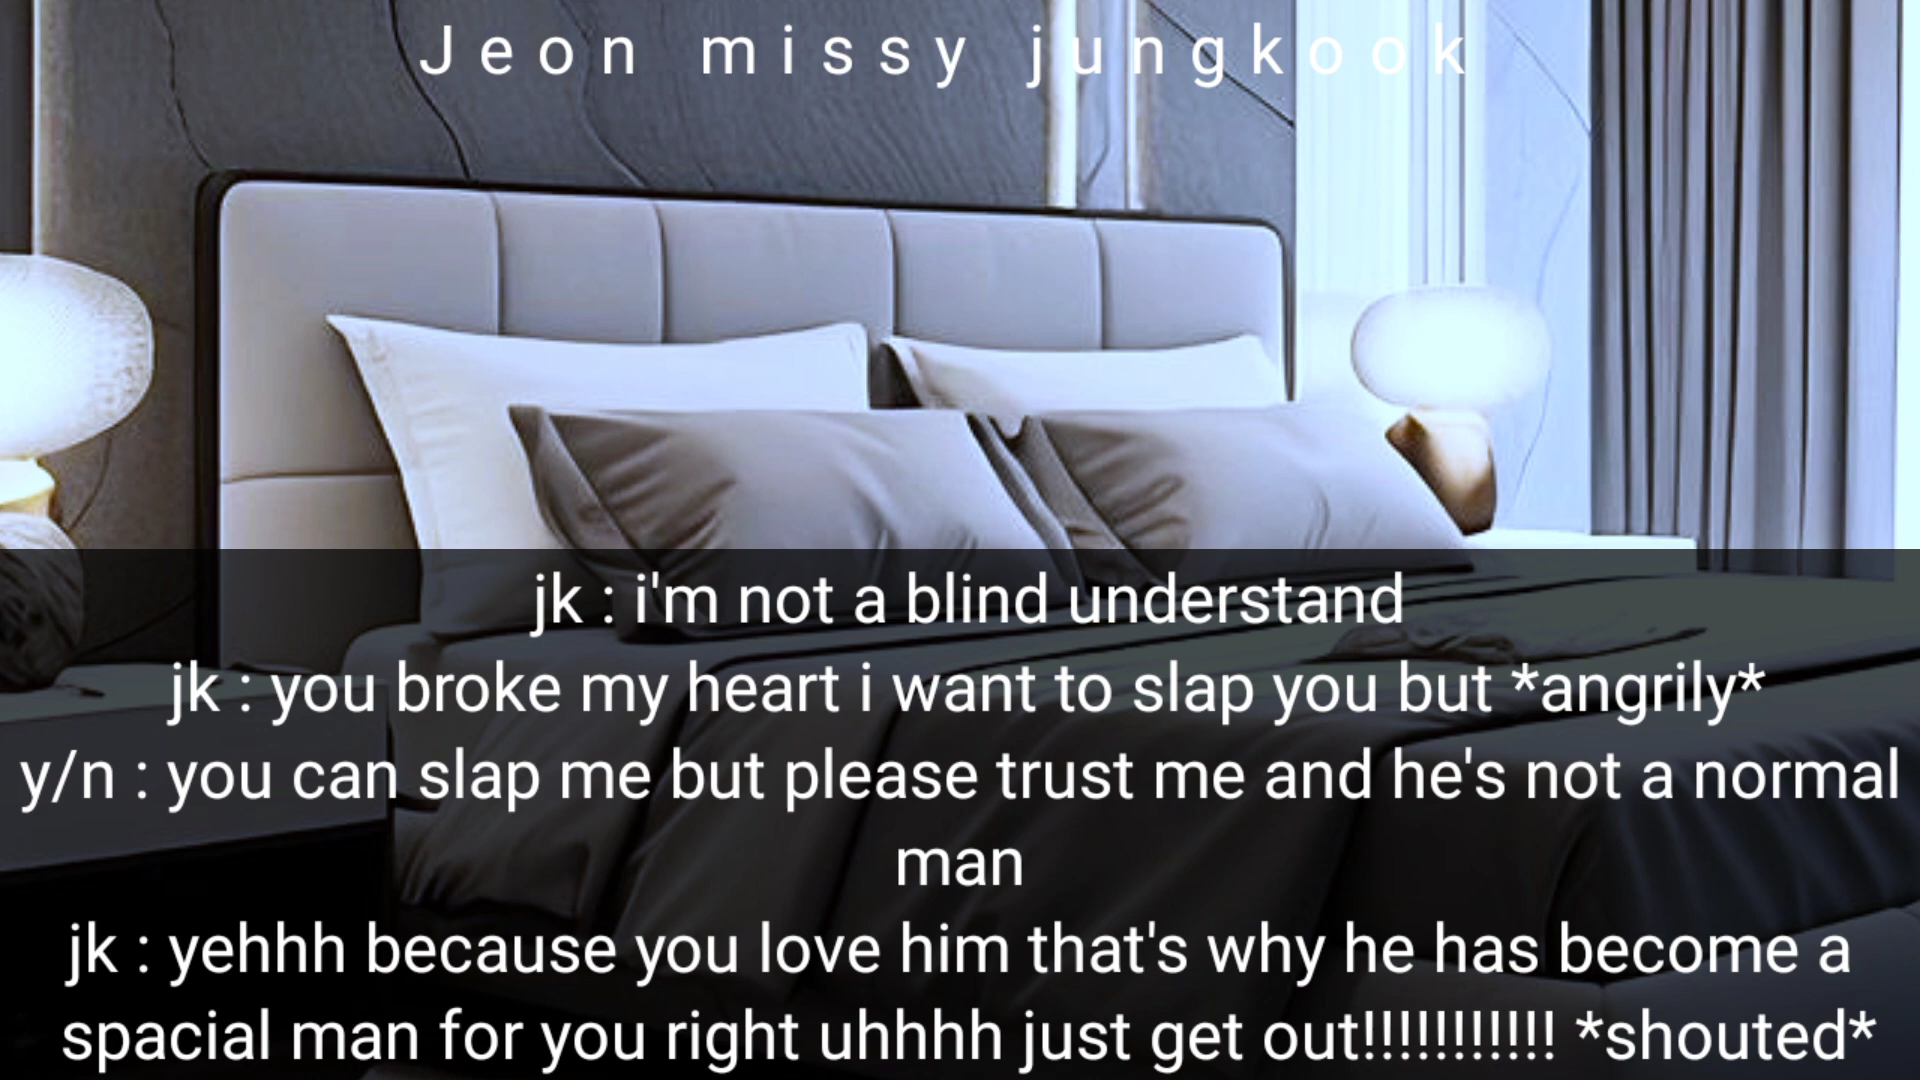 Jeon missy jungkook
jk : i'm not a blind understand
jk : you broke my heart i want to slap you but *angrily*
y/n : you can slap me but please trust me and he's not a normal
man
jk : yehhh because you love him that's why he has become a
spacial man for you right uhhhh just get out!!!!!!!!!!! *shouted*